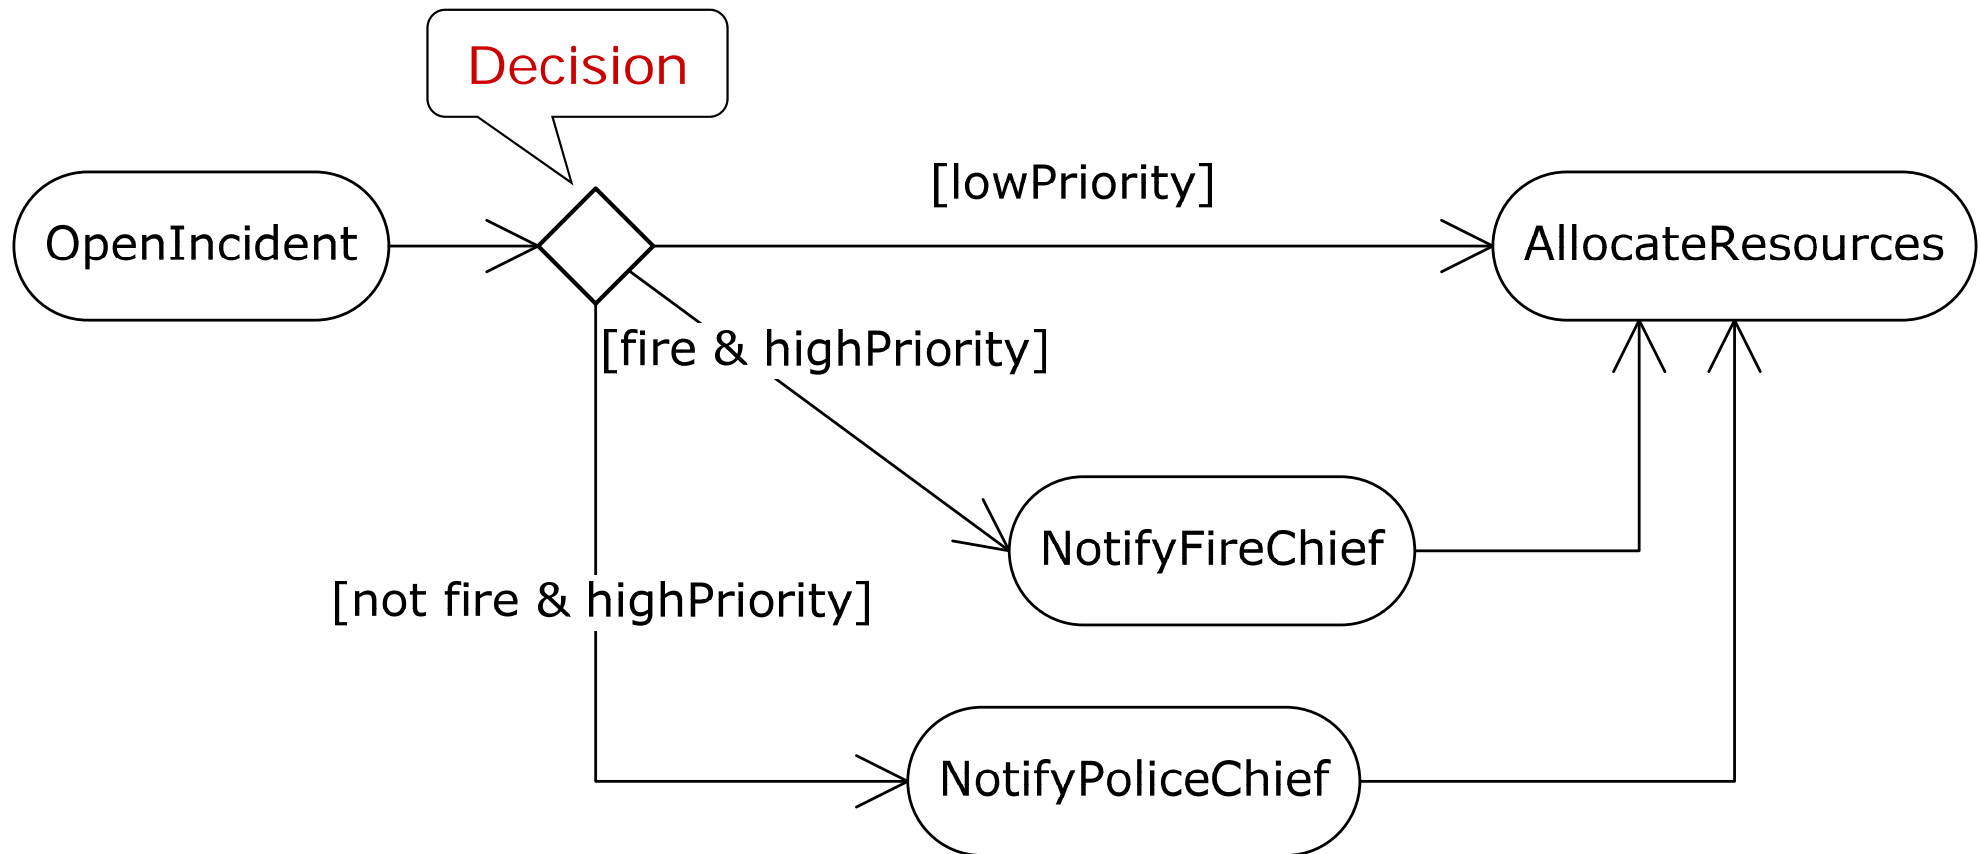 Decision
[lowPriority]
OpenIncident
AllocateResources
[fire & highPriority]
NotifyFireChief
[not fire & highPriority]
NotifyPoliceChief